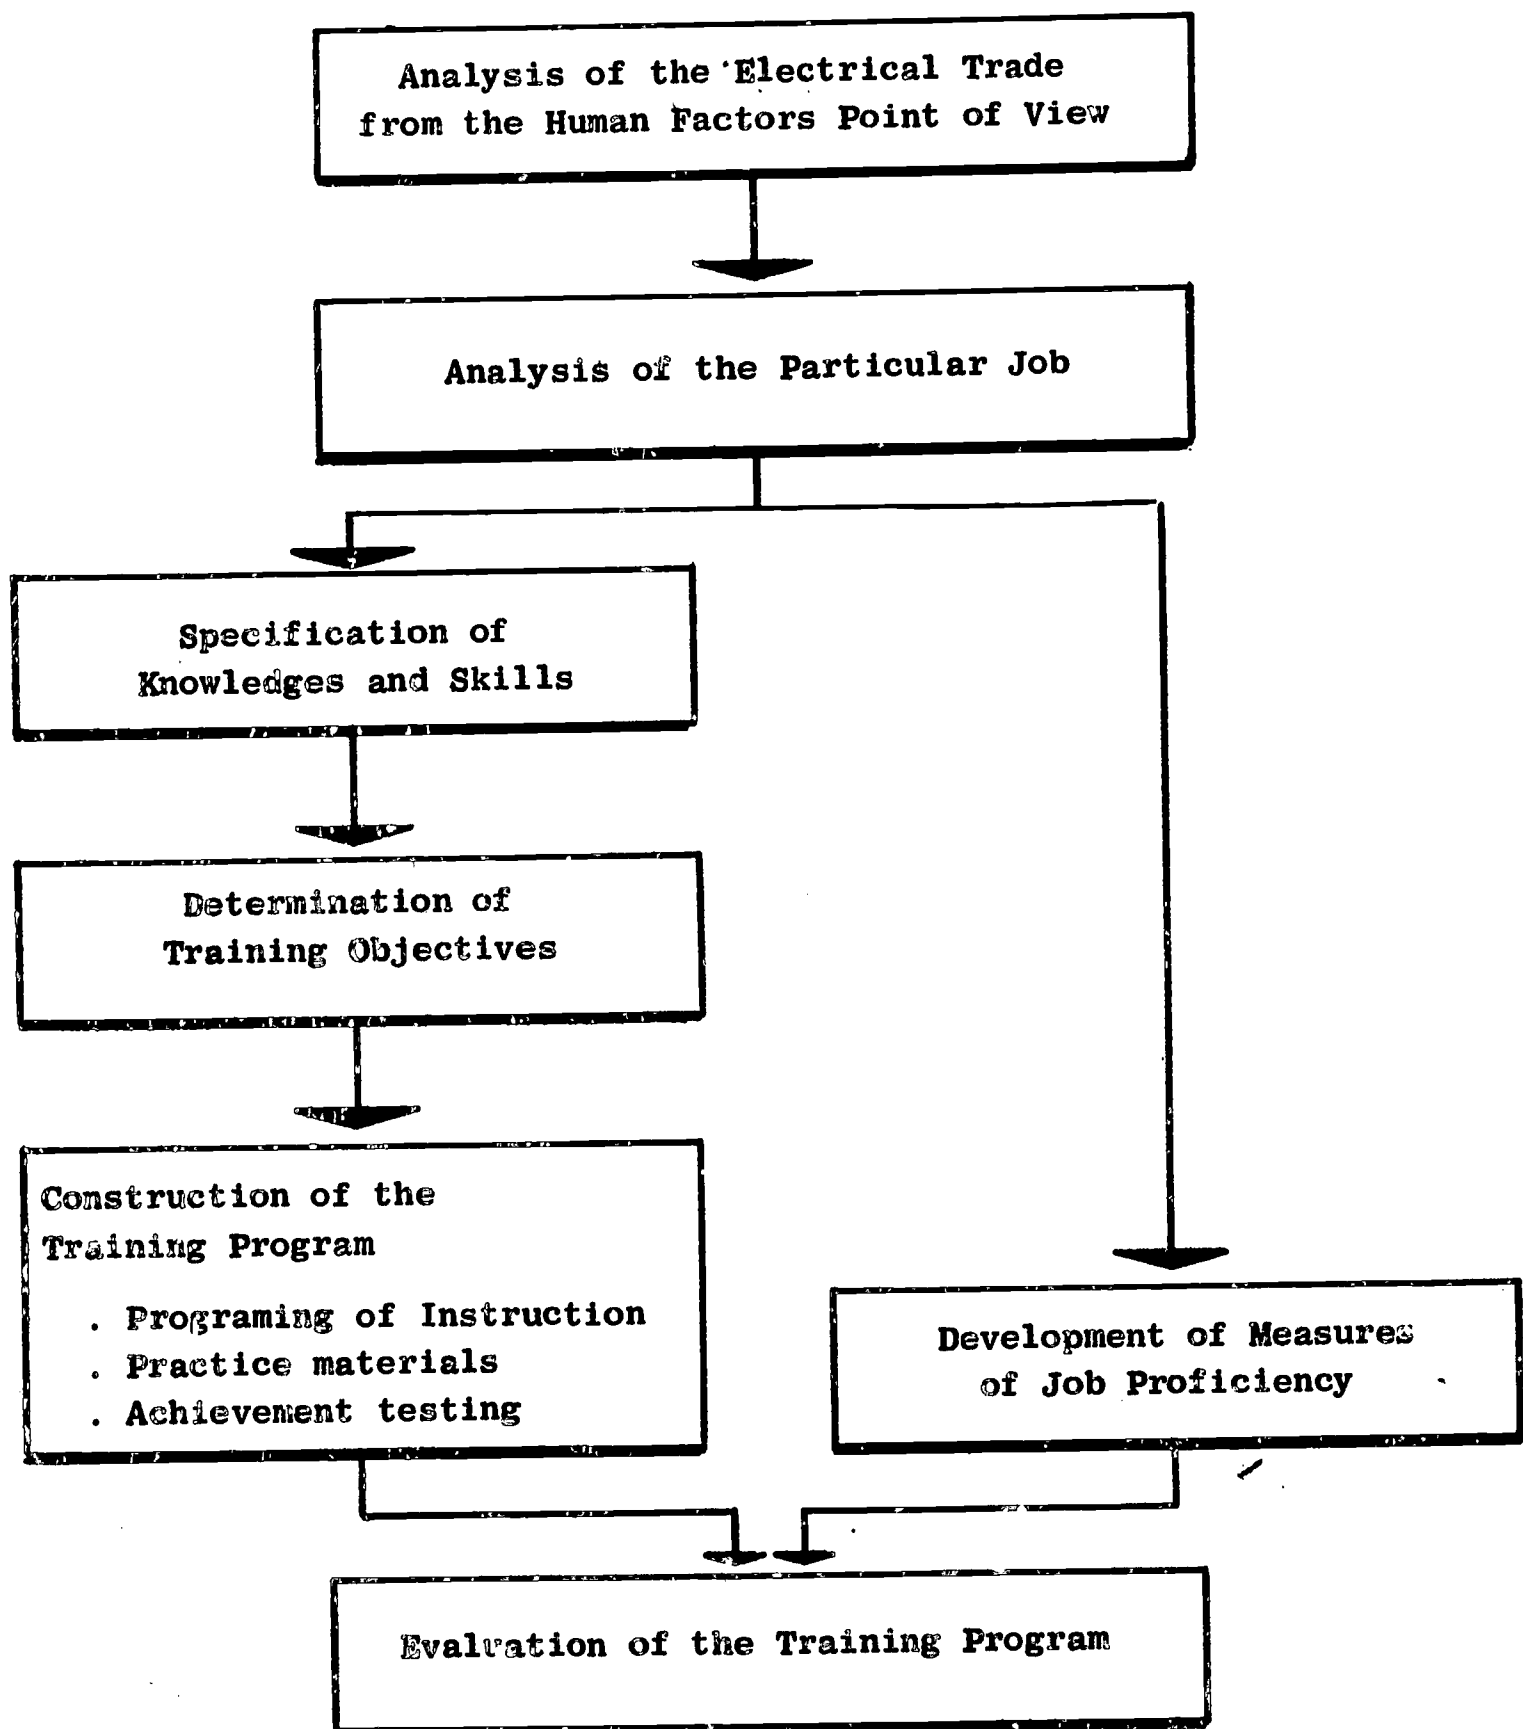 Analysis of the Electrical Trade
from the Human Factors Point of View
Analysis of the Particular Job
Specification of
Knowledges and Skills
Determination of
Training Objectives
Construction of the
Training Program
. Programing of Instruction
. Practice materials
. Achievement testing
Development of Measures
of Job Proficiency
Evaluation of the Training Program